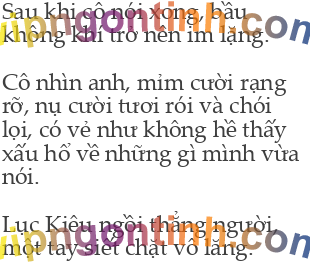 Sau khi cô nói xong, bầu
không khí trở nên im lặng.
Cô nhìn anh, mỉm cười rạng
rỡ, nụ cười tươi rói và chói
lọi, có vẻ như không hề thấy
xấu hổ về những gì mình vừa
nói.
Lục Kiêu ngồi thẳng người,
một tay siết chặt vô lăng.
vipngontinh.com
vipngontinh.com